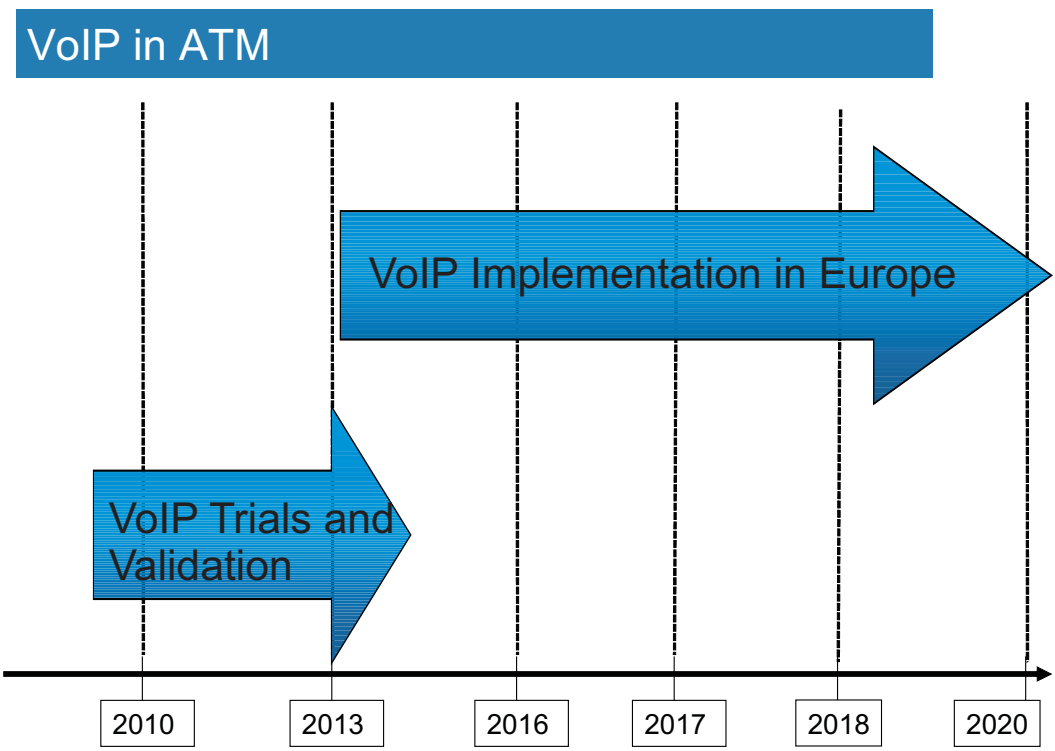 VoIP in ATM
VoIP Implementation in Europe
VoIP Trials and
Validation
2010
2013
2016
2017
2018
2020